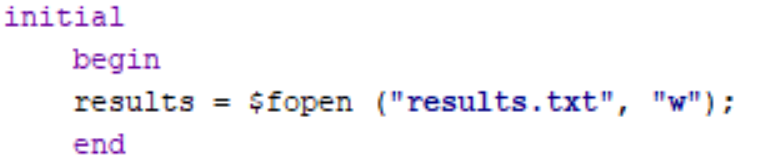 initial
begin
results = $fopen ("results.txt", "w");
end